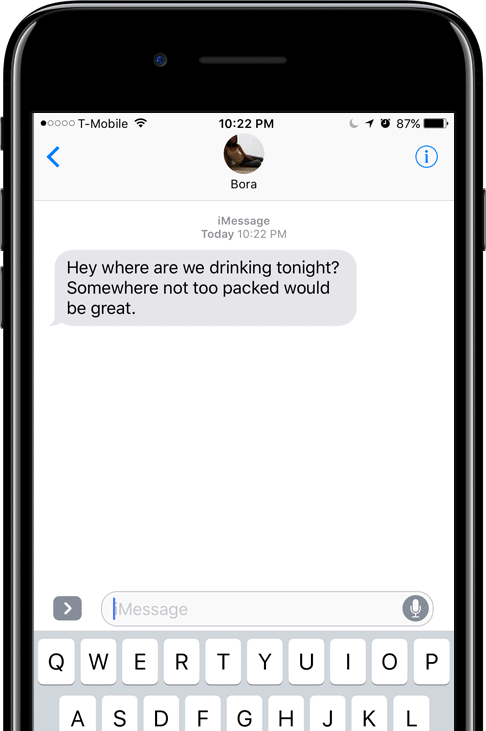 T-Mobile 10:22 PM 87%
Bora
iMessage
Today 10:22 PM
Hey where are we drinking tonight?
Somewhere not too packed would
be great.
iMessage
Q W E R T Y U I O P
A S D F G H J K L